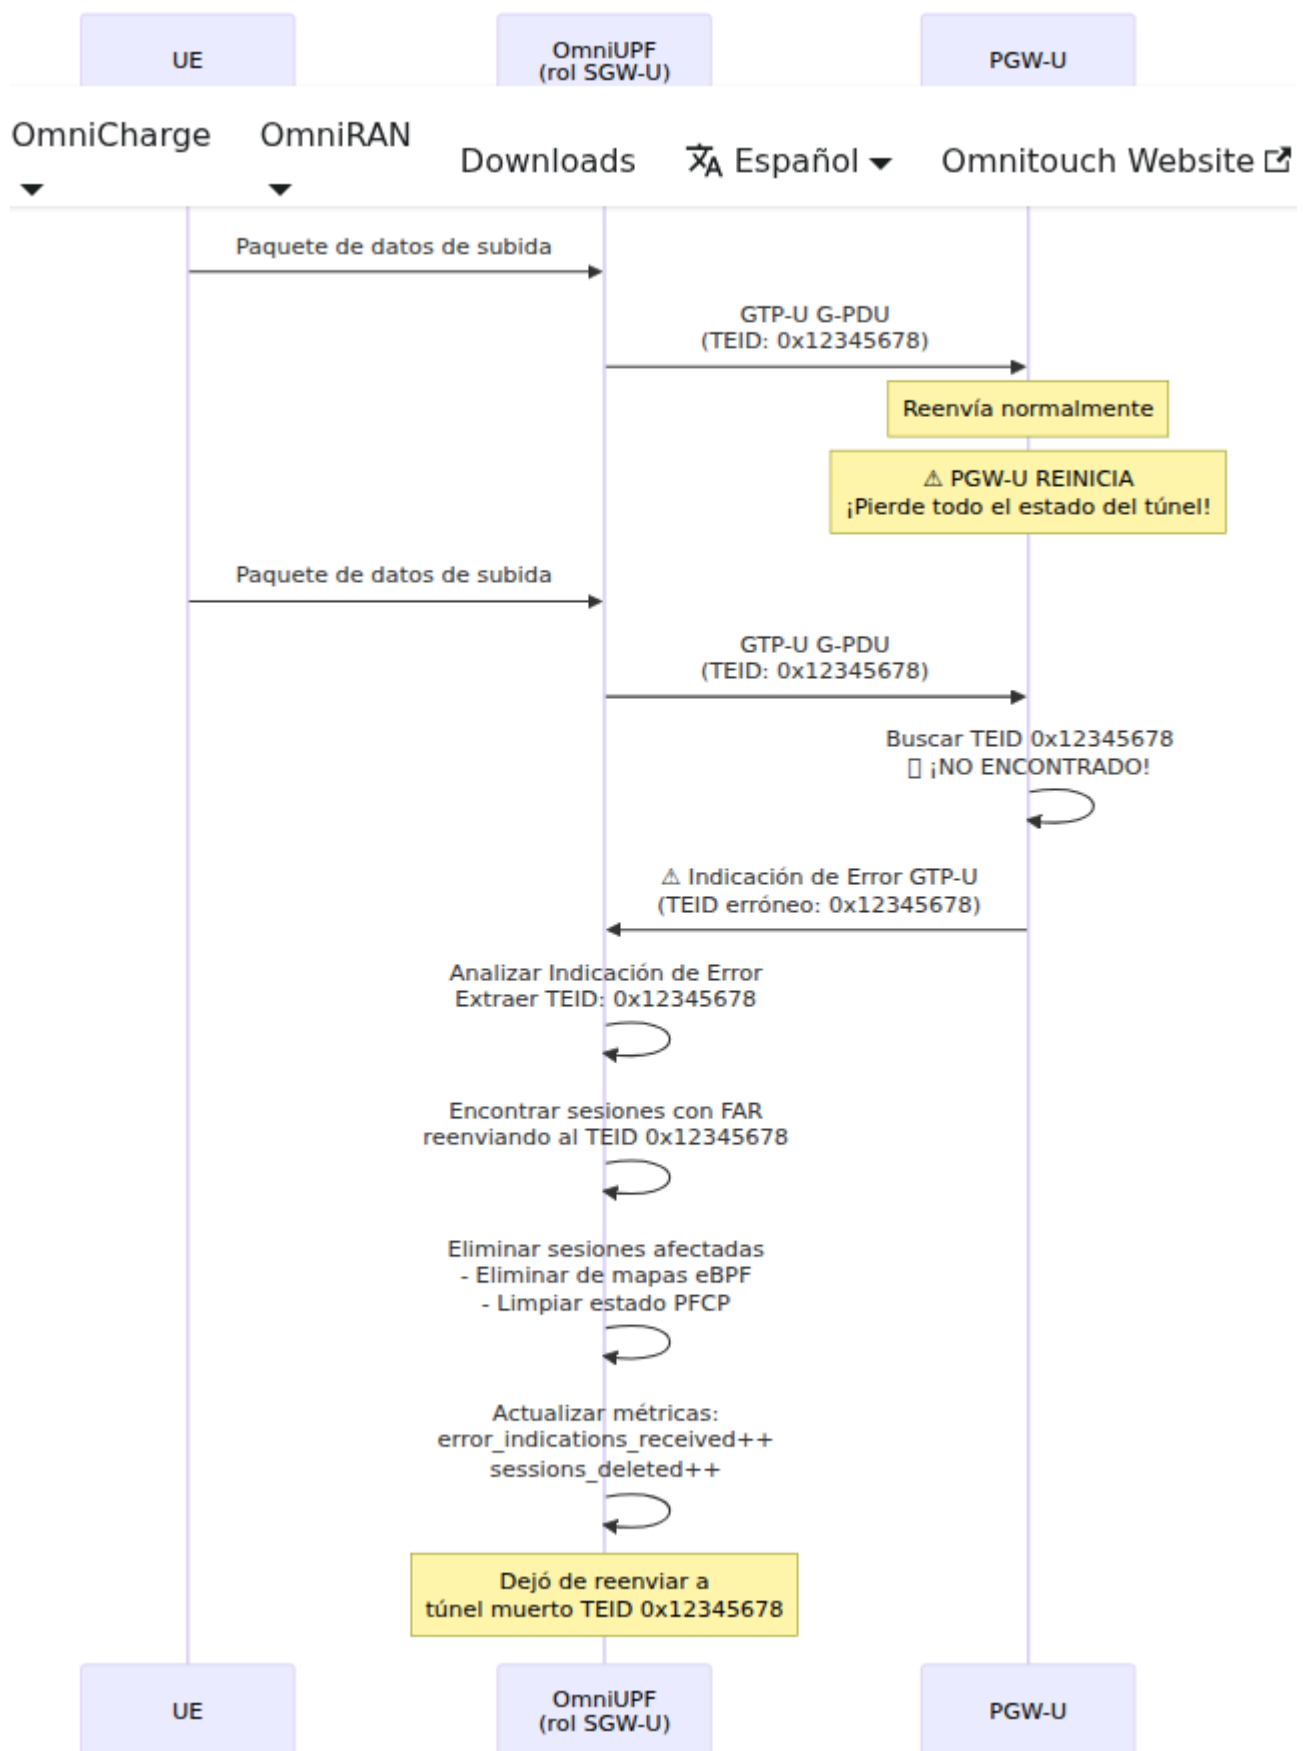 UE
OmniUPF
(rol SGW-U)
PGW-U
OmniCharge
OmniRAN
Downloads
Español
Omnitouch Website
Paquete de datos de subida
GTP-U G-PDU
(TEID: 0x12345678)
Reenvía normalmente
⚠ PGW-U REINICIA
¡Pierde todo el estado del túnel!
Paquete de datos de subida
GTP-U G-PDU
(TEID: 0x12345678)
Buscar TEID 0x12345678
¡NO ENCONTRADO!
⚠ Indicación de Error GTP-U
(TEID erróneo: 0x12345678)
Analizar Indicación de Error
Extraer TEID: 0x12345678
Encontrar sesiones con FAR
reenviando al TEID 0x12345678
Eliminar sesiones afectadas
- Eliminar de mapas eBPF
- Limpiar estado PFCP
Actualizar métricas:
error_indications_received++
sessions_deleted++
Dejó de reenviar a
túnel muerto TEID 0x12345678
UE
OmniUPF
(rol SGW-U)
PGW-U